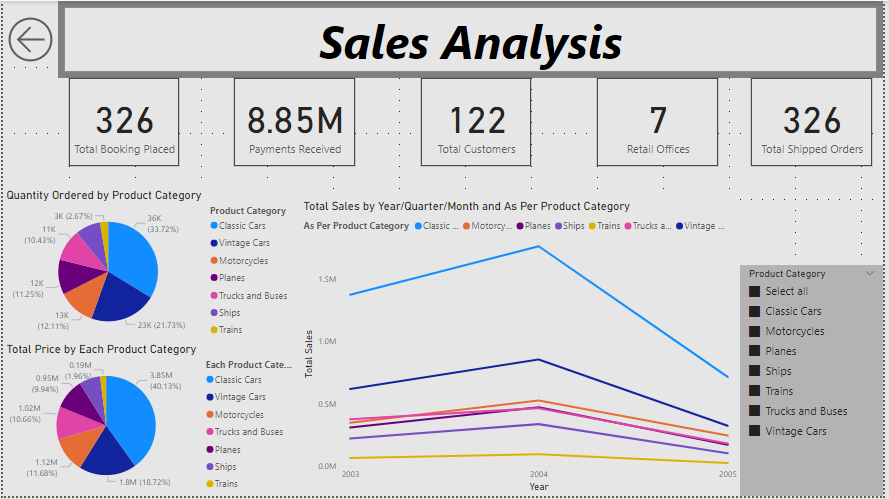 Sales Analysis
326
Total Booking Placed
8.85M
Payments Received
122
Total Customers
7
Retail Offices
326
Total Shipped Orders
Quantity Ordered by Product Category
3K (2.67%)
36K
(33.72%)
11K
(10.43%)
12K
(11.25%)
13K
(12.11%)
23K (21.73%)
Product Category
Classic Cars
Vintage Cars
Motorcycles
Planes
Trucks and Buses
Ships
Trains
Total Price by Each Product Category
0.19M
(1.96%)
3.85M
(40.13%)
0.95M
(9.94%)
1.02M
(10.66%)
1.12M
(11.68%)
1.8M (18.72%)
Each Product Cate...
Classic Cars
Vintage Cars
Motorcycles
Trucks and Buses
Planes
Ships
Trains
Total Sales by Year/Quarter/Month and As Per Product Category
As Per Product Category Classic ... Motorcy... Planes Ships Trains Trucks a... Vintage ...
Total Sales
1.5M
1.0M
0.5M
0.0M
2003 2004 2005
Year
Product Category
Select all
Classic Cars
Motorcycles
Planes
Ships
Trains
Trucks and Buses
Vintage Cars